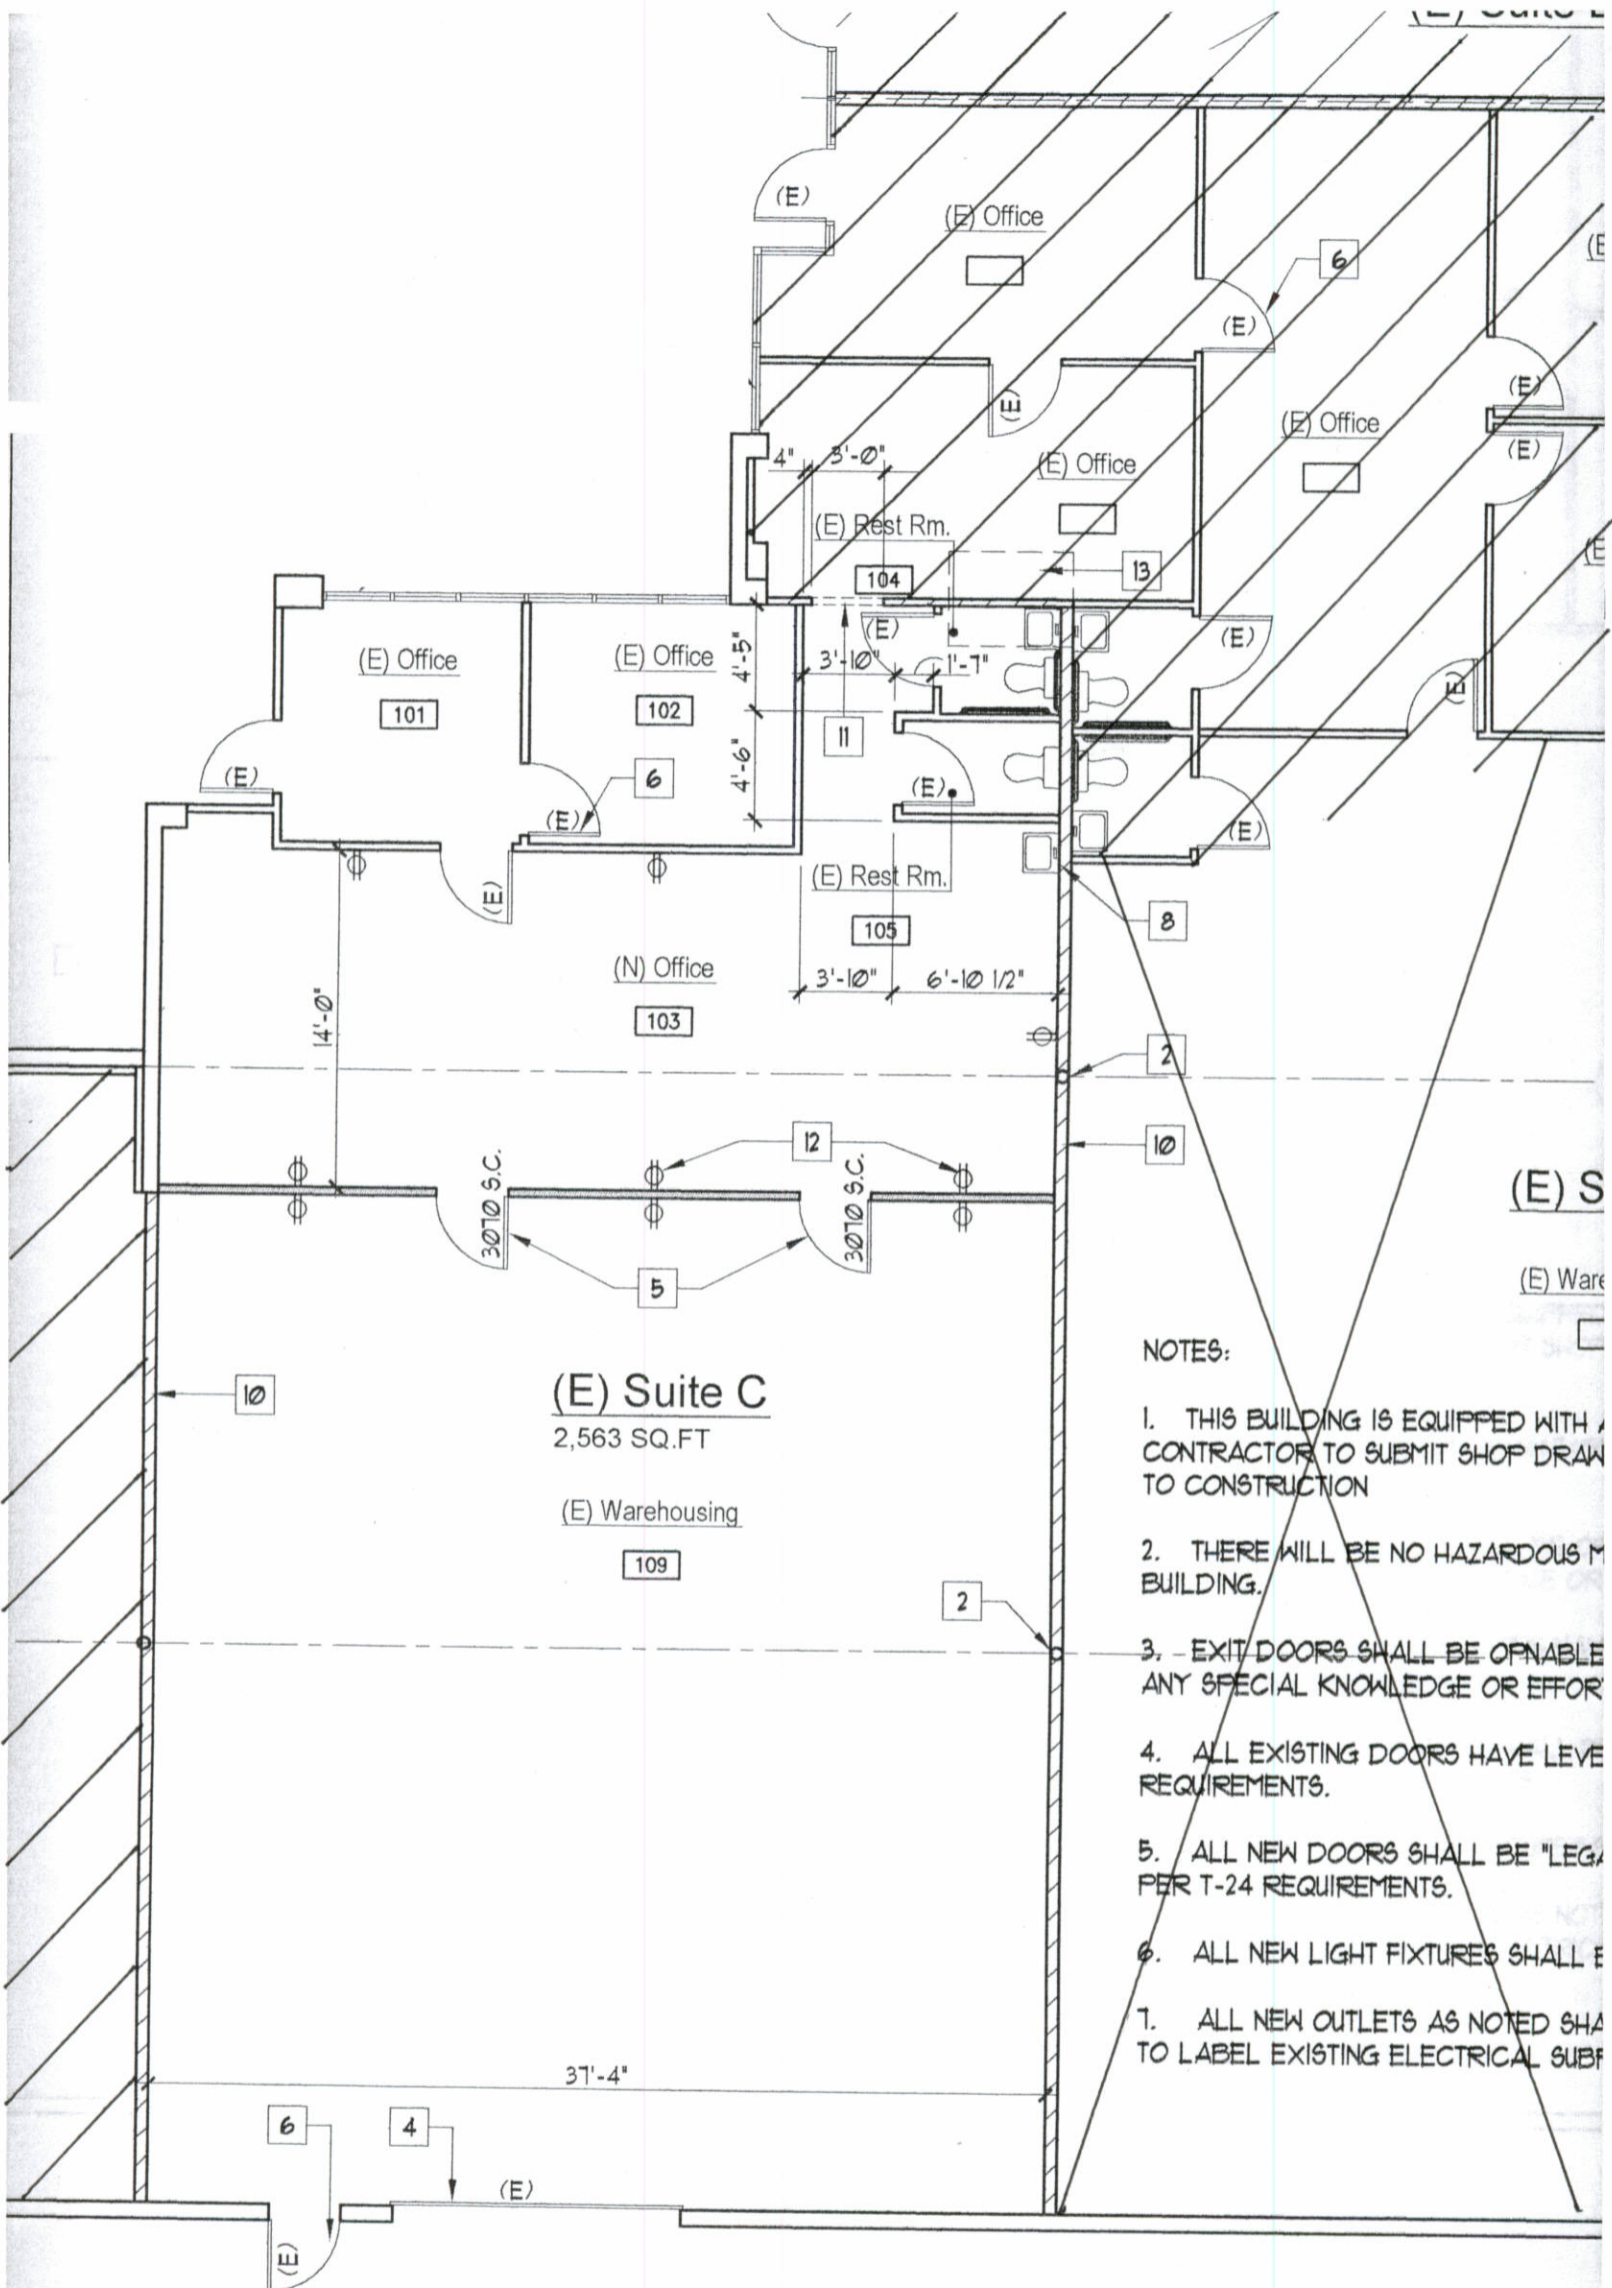 (E)
(E) Office
6
(E)
(E)
(E)
(E) Office
(E)
4" 3'-0"
(E) Office
(E) Rest Rm.
104
13
(E)
(E) Office
101
(E) Office
102
4'-5"
3'-10"
1'-7"
(E)
(E)
(E)
11
4'-6"
(E)
(E)
6
(E)
(E)
(E)
(E) Rest Rm.
105
8
(N) Office
103
3'-10" 6'-10 1/2"
14'-0"
2
12
10
3070 S.C.
3070 S.C.
5
(E) S
(E) Ware
10
(E) Suite C
2,563 SQ.FT
(E) Warehousing
109
2
NOTES:
1. THIS BUILDING IS EQUIPPED WITH
CONTRACTOR TO SUBMIT SHOP DRAW
TO CONSTRUCTION
2. THERE WILL BE NO HAZARDOUS M
BUILDING.
3. EXIT DOORS SHALL BE OPNABLE
ANY SPECIAL KNOWLEDGE OR EFFOR
4. ALL EXISTING DOORS HAVE LEVE
REQUIREMENTS.
5. ALL NEW DOORS SHALL BE "LEGA
PER T-24 REQUIREMENTS.
6. ALL NEW LIGHT FIXTURES SHALL
7. ALL NEW OUTLETS AS NOTED SHA
TO LABEL EXISTING ELECTRICAL SUBP
37'-4"
6
4
(E)
(E)